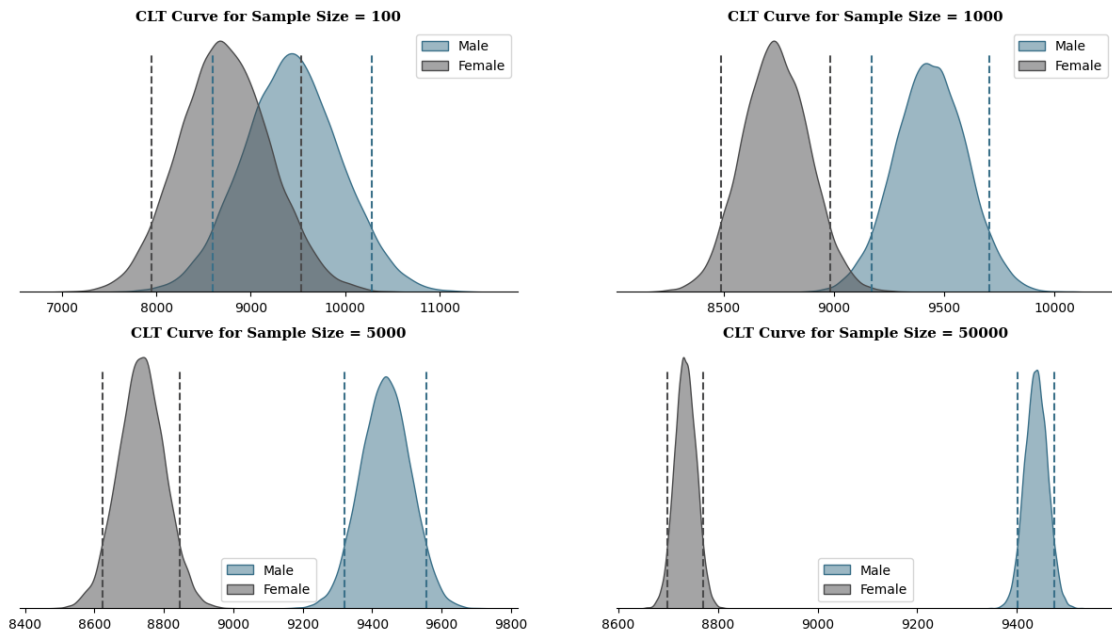 CLT Curve for Sample Size = 100
Male
Female
7000 8000 9000 10000 11000
CLT Curve for Sample Size = 1000
Male
Female
8500 9000 9500 10000
CLT Curve for Sample Size = 5000
Male
Female
8400 8600 8800 9000 9200 9400 9600 9800
CLT Curve for Sample Size = 50000
Male
Female
8600 8800 9000 9200 9400